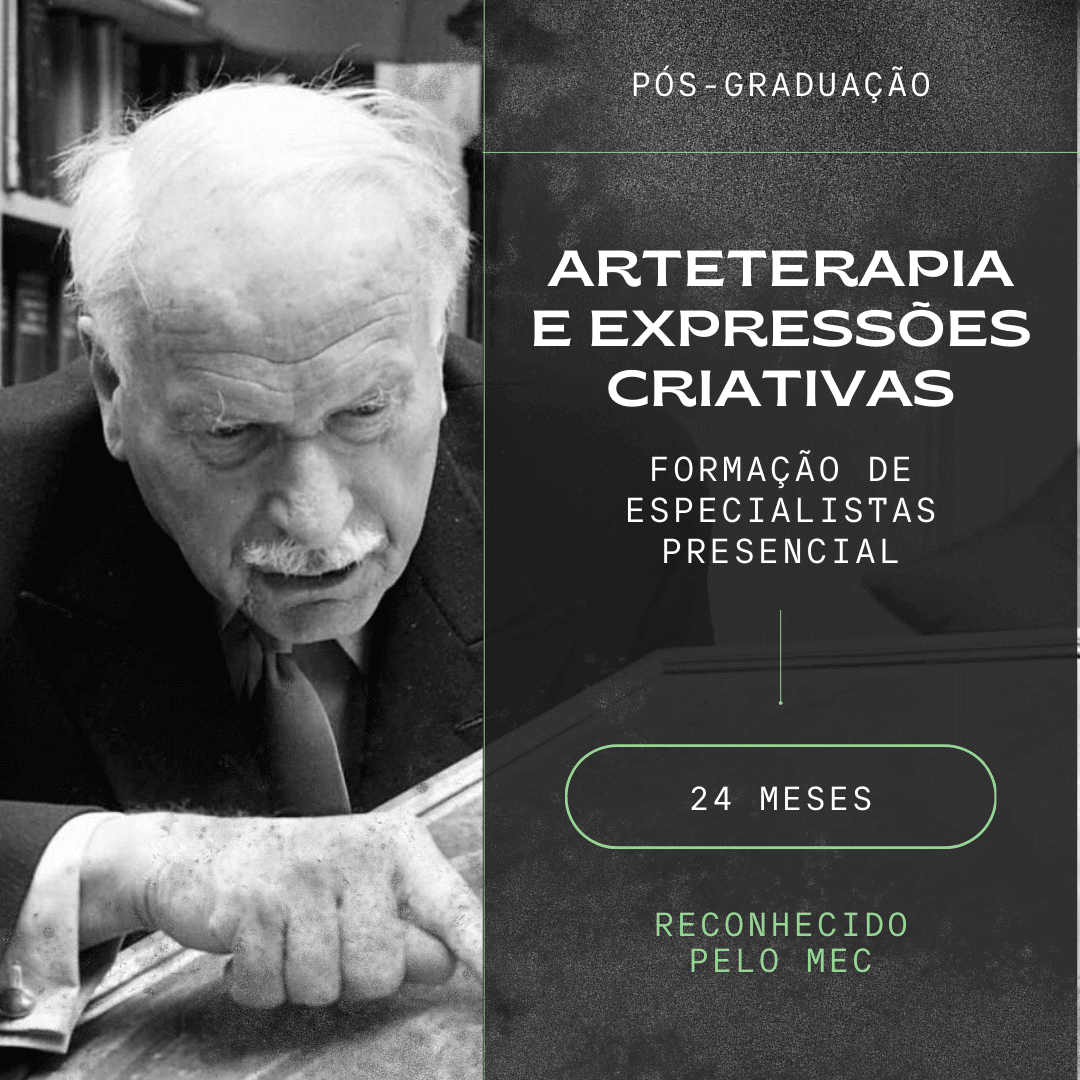 PÓS-GRADUAÇÃO
ARTETERAPIA
E EXPRESSÕES
CRIATIVAS
FORMAÇÃO DE
ESPECIALISTAS
PRESENCIAL
24 MESES
RECONHECIDO
PELO MEC